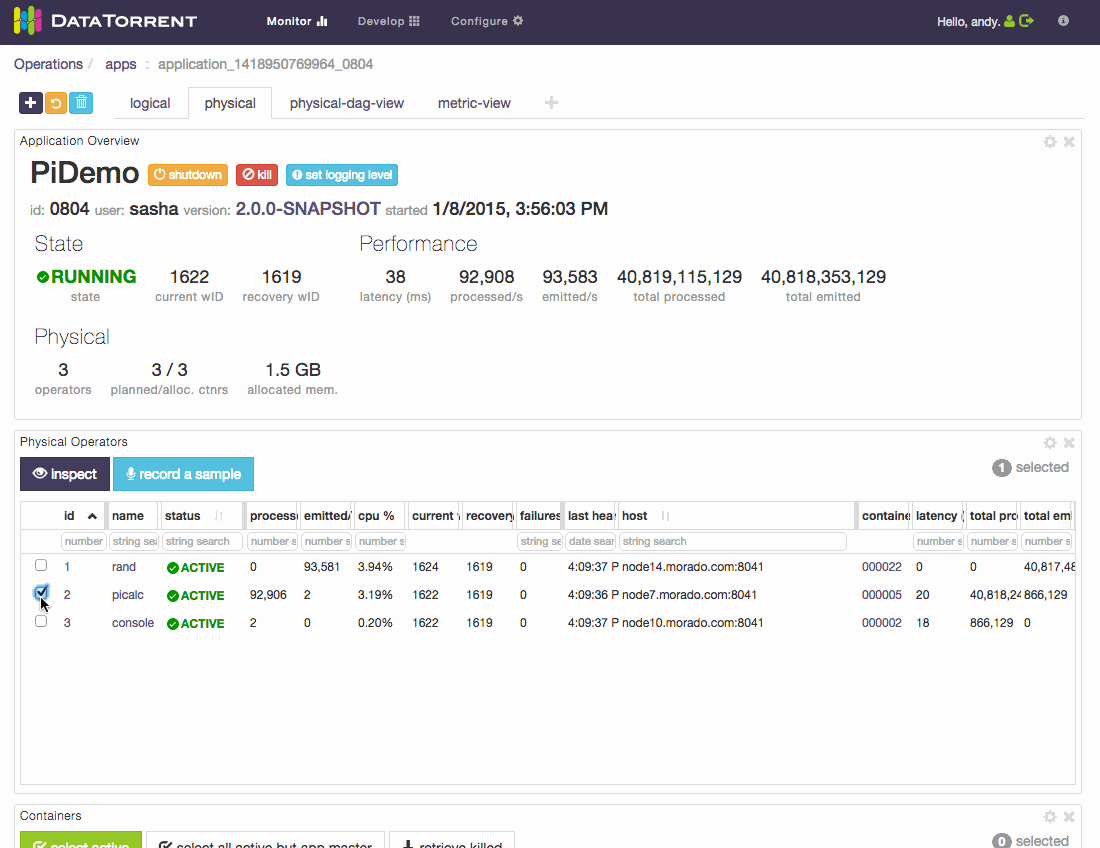 DATATORRENT Monitor Develop Configure Hello, andy.
Operations / apps : application_1418950769964_0804
logical physical physical-dag-view metric-view
Application Overview
PiDemo shutdown kill set logging level
id: 0804 user: sasha version: 2.0.0-SNAPSHOT started 1/8/2015, 3:56:03 PM
State Performance
RUNNING 1622 1619 38 92,908 93,583 40,819,115,129 40,818,353,129
state current wID recovery wID latency (ms) processed/s emitted/s total processed total emitted
Physical
3 3 / 3 1.5 GB
operators planned/alloc. ctnrs allocated mem.
Physical Operators
inspect record a sample 1 selected
id name status process emitted/ cpu % current recovery failures last hea host containe latency ( total pro total emi
number string sea string search number s number s number s string se date sear string search number s number s number s
1 rand ACTIVE 0 93,581 3.94% 1624 1619 0 4:09:37 P node14.morado.com:8041 000022 0 0 40,817,48
2 picalc ACTIVE 92,906 2 3.19% 1622 1619 0 4:09:36 P node7.morado.com:8041 000005 20 40,818,24 866,129
3 console ACTIVE 2 0 0.20% 1622 1619 0 4:09:37 P node10.morado.com:8041 000002 18 866,129 0
Containers
select active select all active but app master retrieve killed 0 selected